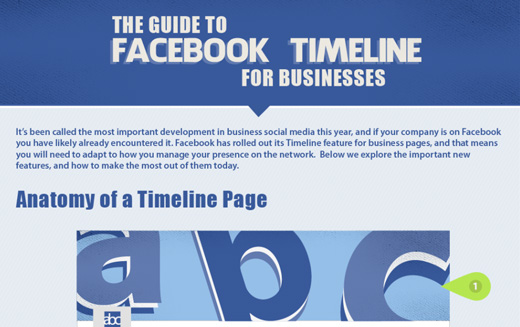 THE GUIDE TO
FACEBOOK TIMELINE
FOR BUSINESSES
It's been called the most important development in business social media this year, and if your company is on Facebook
you have likely already encountered it. Facebook has rolled out its Timeline feature for business pages, and that means
you will need to adapt to how you manage your presence on the network.  Below we explore the important new
features, and how to make the most out of them today.
Anatomy of a Timeline Page
abc
1
abc